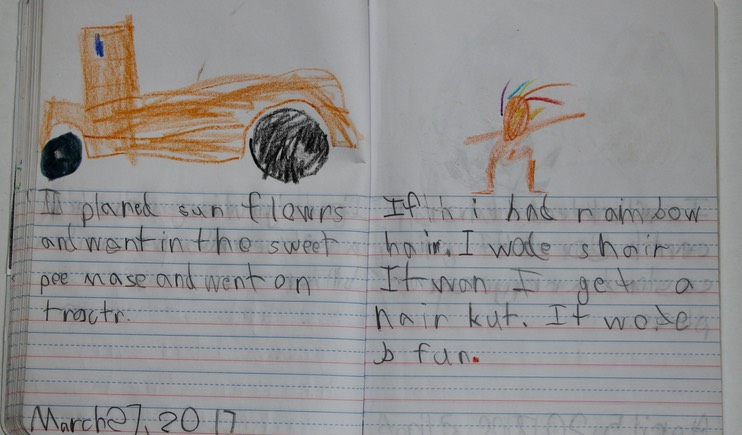 I planed sun flowrs
and went in the sweet
pee mase and went on
tractr.
March 27, 2017
If i had rainbow
hair. I wode shair
It wan I get a
hair kut. It wode
b fun.